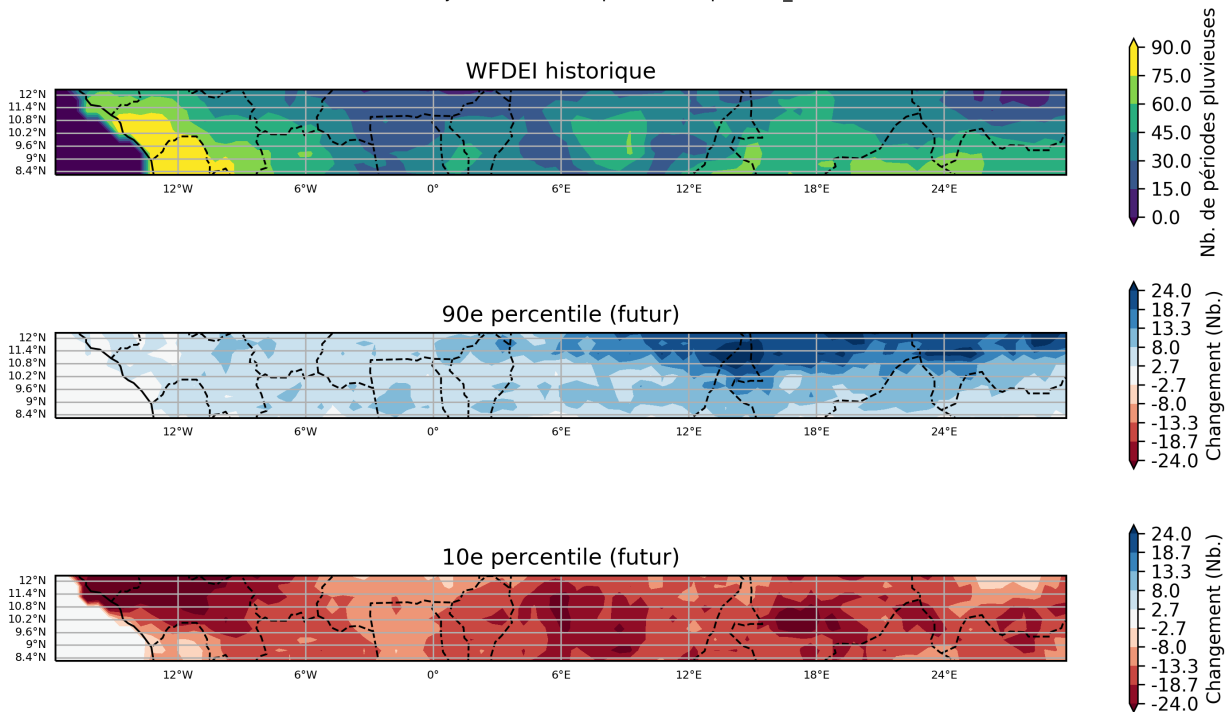 WFDEI historique
12°N
11.4°N
10.8°N
10.2°N
9.6°N
9°N
8.4°N
12°W
6°W
0°
6°E
12°E
18°E
24°E
90.0
75.0
60.0
45.0
30.0
15.0
0.0
Nb. de périodes pluvieuses
90e percentile (futur)
12°N
11.4°N
10.8°N
10.2°N
9.6°N
9°N
8.4°N
12°W
6°W
0°
6°E
12°E
18°E
24°E
24.0
18.7
13.3
8.0
2.7
-2.7
-8.0
-13.3
-18.7
-24.0
Changement (Nb.)
10e percentile (futur)
12°N
11.4°N
10.8°N
10.2°N
9.6°N
9°N
8.4°N
12°W
6°W
0°
6°E
12°E
18°E
24°E
24.0
18.7
13.3
8.0
2.7
-2.7
-8.0
-13.3
-18.7
-24.0
Changement (Nb.)